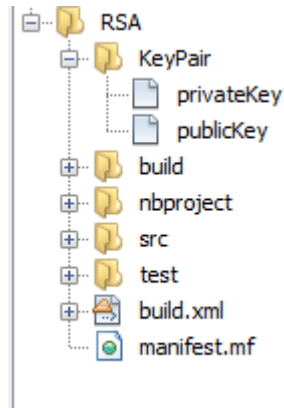 RSA
KeyPair
privateKey
publicKey
build
nbproject
src
test
build.xml
manifest.mf